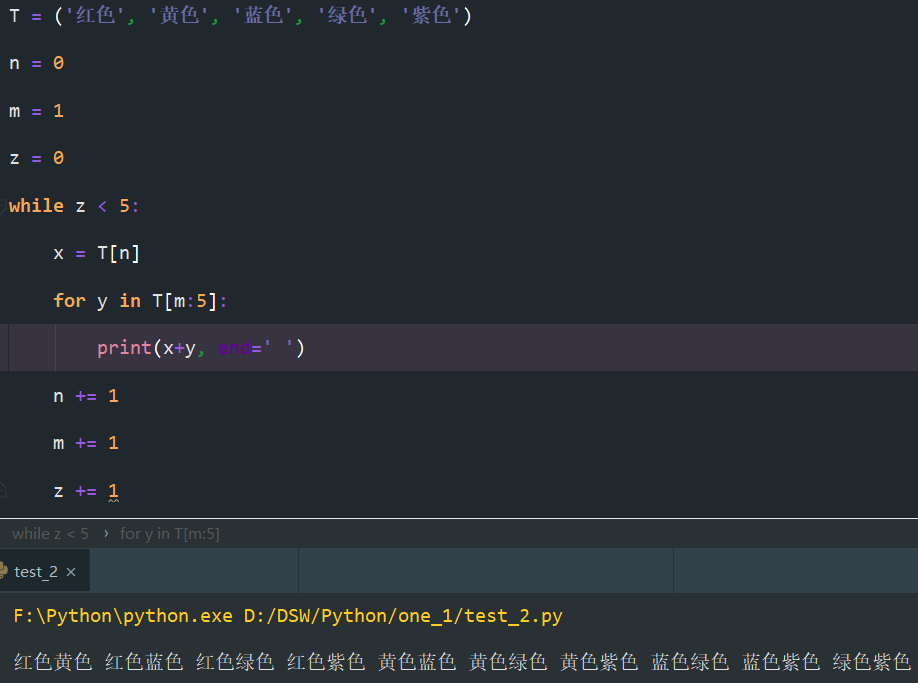 T = ('红色', '黄色', '蓝色', '绿色', '紫色')
n = 0
m = 1
z = 0
while z < 5:
    x = T[n]
    for y in T[m:5]:
        print(x+y, end=' ')
    n += 1
    m += 1
    z += 1
while z < 5 › for y in T[m:5]
test_2 ×
F:\Python\python.exe D:/DSW/Python/one_1/test_2.py
红色黄色 红色蓝色 红色绿色 红色紫色 黄色蓝色 黄色绿色 黄色紫色 蓝色绿色 蓝色紫色 绿色紫色